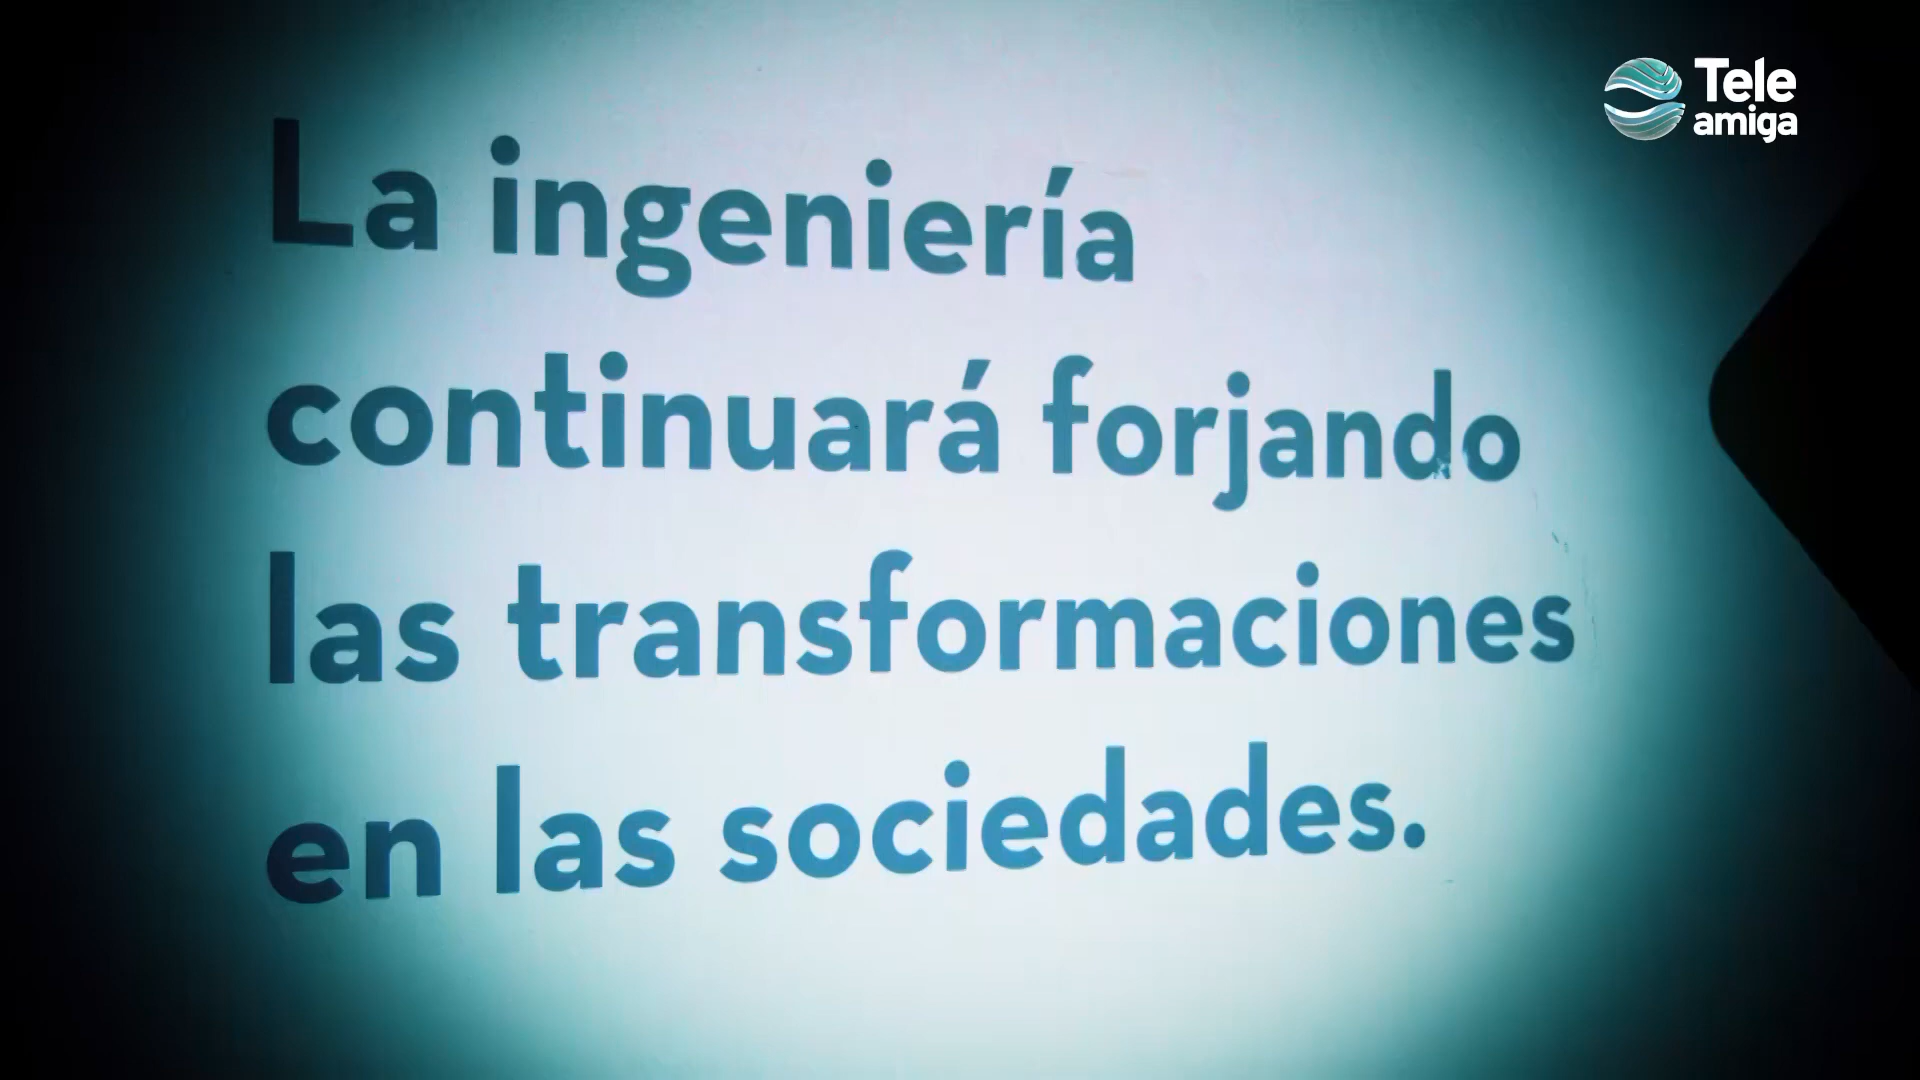 Tele
amiga
La ingeniería
continuará forjando
las transformaciones
en las sociedades.